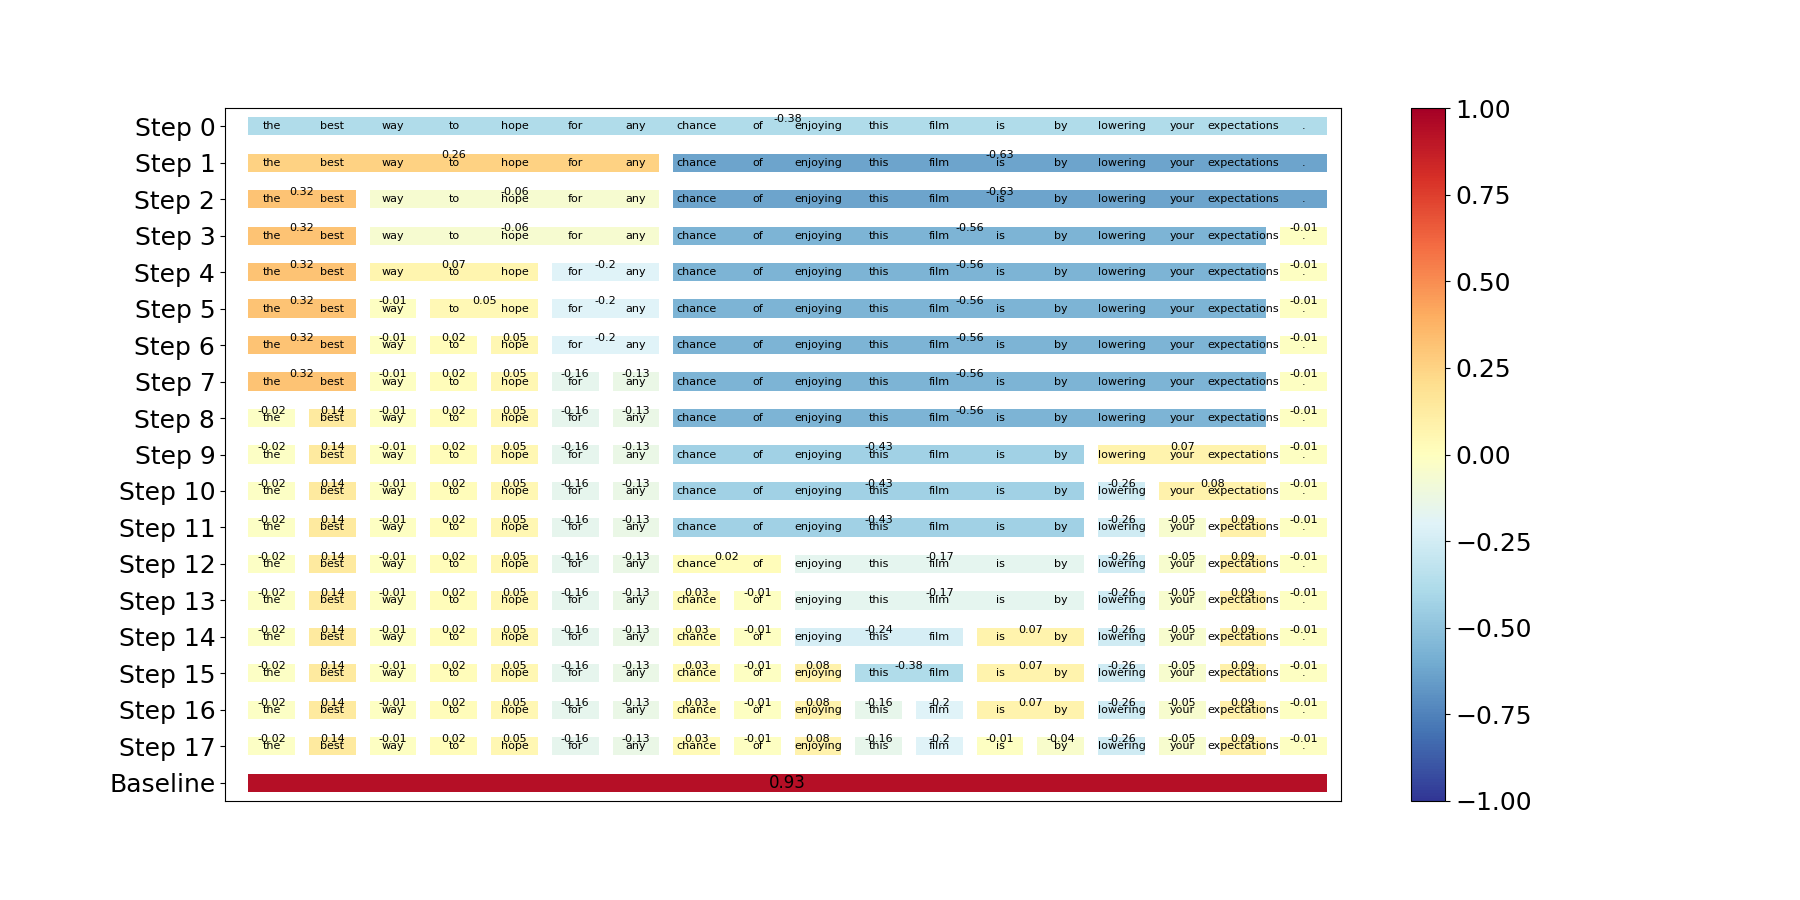 -0.38
Step 0 the best way to hope for any chance of enjoying this film is by lowering your expectations .
0.26 -0.63
Step 1 the best way to hope for any chance of enjoying this film is by lowering your expectations .
0.32 -0.06 -0.63
Step 2 the best way to hope for any chance of enjoying this film is by lowering your expectations .
0.32 -0.06 -0.56 -0.01
Step 3 the best way to hope for any chance of enjoying this film is by lowering your expectations .
0.32 0.07 -0.2 -0.56 -0.01
Step 4 the best way to hope for any chance of enjoying this film is by lowering your expectations .
0.32 -0.01 0.05 -0.2 -0.56 -0.01
Step 5 the best way to hope for any chance of enjoying this film is by lowering your expectations .
0.32 -0.01 0.02 0.05 -0.2 -0.56 -0.01
Step 6 the best way to hope for any chance of enjoying this film is by lowering your expectations .
0.32 -0.01 0.02 0.05 -0.16 -0.13 -0.56 -0.01
Step 7 the best way to hope for any chance of enjoying this film is by lowering your expectations .
-0.02 0.14 -0.01 0.02 0.05 -0.16 -0.13 -0.56 -0.01
Step 8 the best way to hope for any chance of enjoying this film is by lowering your expectations .
-0.02 0.14 -0.01 0.02 0.05 -0.16 -0.13 -0.43 0.07 -0.01
Step 9 the best way to hope for any chance of enjoying this film is by lowering your expectations .
-0.02 0.14 -0.01 0.02 0.05 -0.16 -0.13 -0.43 -0.26 0.08 -0.01
Step 10 the best way to hope for any chance of enjoying this film is by lowering your expectations .
-0.02 0.14 -0.01 0.02 0.05 -0.16 -0.13 -0.43 -0.26 -0.05 0.09 -0.01
Step 11 the best way to hope for any chance of enjoying this film is by lowering your expectations .
-0.02 0.14 -0.01 0.02 0.05 -0.16 -0.13 0.02 -0.17 -0.26 -0.05 0.09 -0.01
Step 12 the best way to hope for any chance of enjoying this film is by lowering your expectations .
-0.02 0.14 -0.01 0.02 0.05 -0.16 -0.13 0.03 -0.01 -0.17 -0.26 -0.05 0.09 -0.01
Step 13 the best way to hope for any chance of enjoying this film is by lowering your expectations .
-0.02 0.14 -0.01 0.02 0.05 -0.16 -0.13 0.03 -0.01 -0.24 0.07 -0.26 -0.05 0.09 -0.01
Step 14 the best way to hope for any chance of enjoying this film is by lowering your expectations .
-0.02 0.14 -0.01 0.02 0.05 -0.16 -0.13 0.03 -0.01 0.08 -0.38 0.07 -0.26 -0.05 0.09 -0.01
Step 15 the best way to hope for any chance of enjoying this film is by lowering your expectations .
-0.02 0.14 -0.01 0.02 0.05 -0.16 -0.13 0.03 -0.01 0.08 -0.16 -0.2 0.07 -0.26 -0.05 0.09 -0.01
Step 16 the best way to hope for any chance of enjoying this film is by lowering your expectations .
-0.02 0.14 -0.01 0.02 0.05 -0.16 -0.13 0.03 -0.01 0.08 -0.16 -0.2 -0.01 -0.04 -0.26 -0.05 0.09 -0.01
Step 17 the best way to hope for any chance of enjoying this film is by lowering your expectations .
Baseline 0.93
1.00
0.75
0.50
0.25
0.00
−0.25
−0.50
−0.75
−1.00